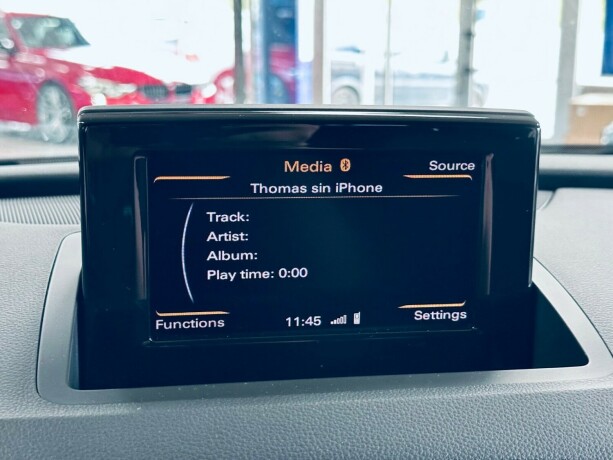 Media
Source
Thomas sin iPhone
Track:
Artist:
Album:
Play time: 0:00
Functions
11:45
Settings